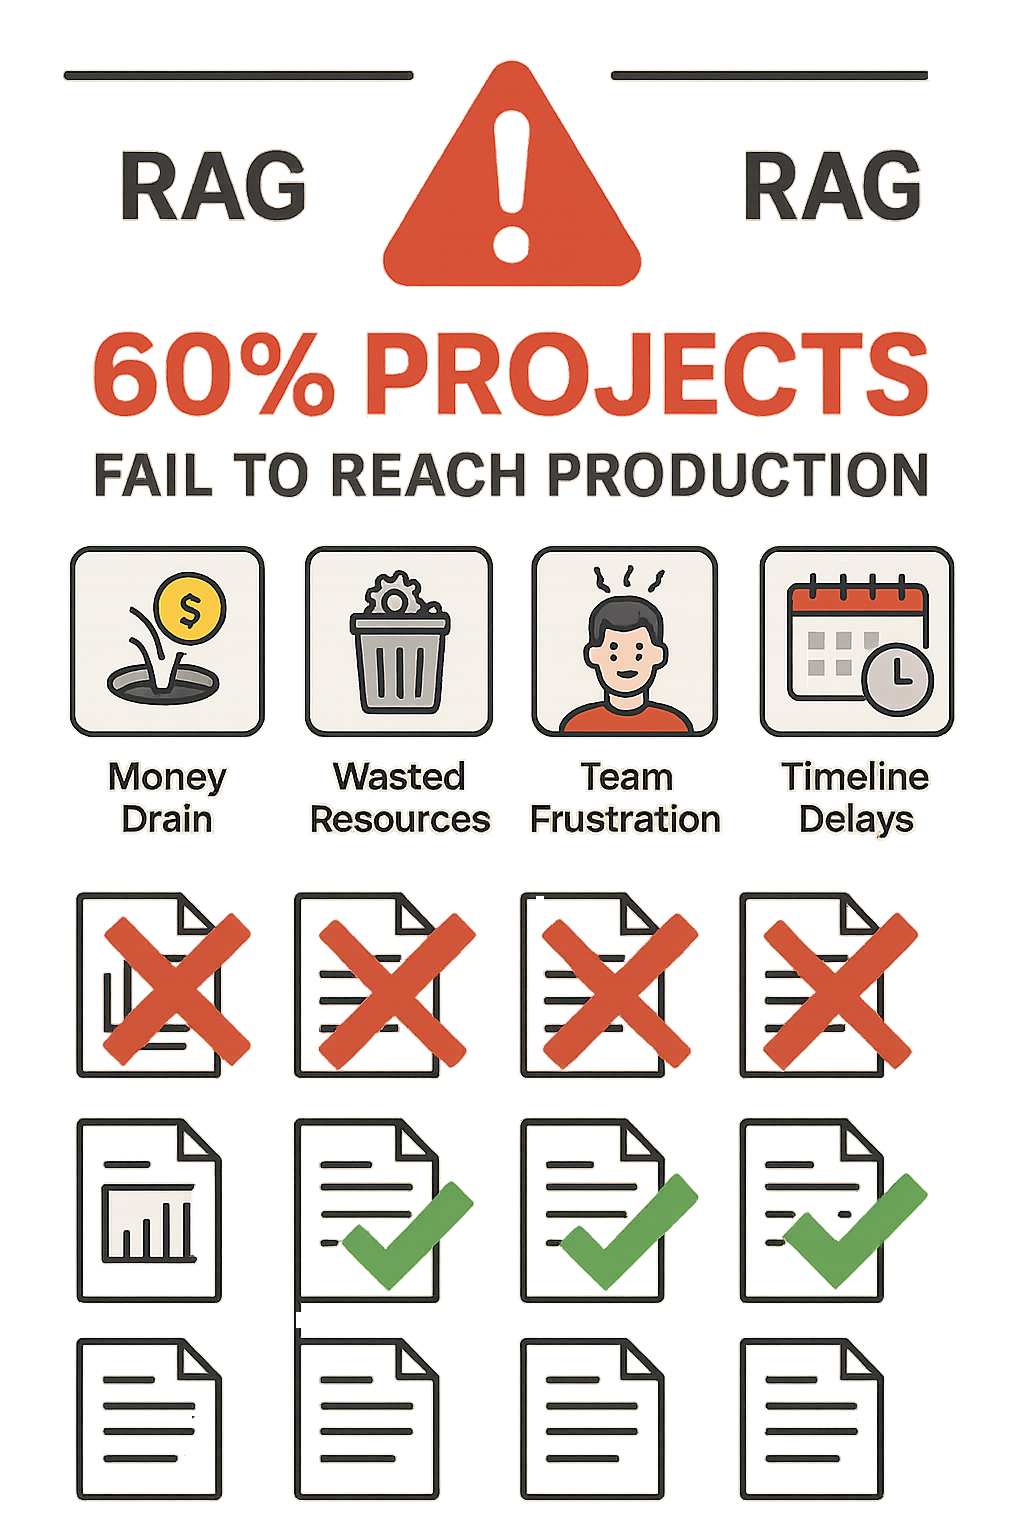 RAG RAG
60% PROJECTS
FAIL TO REACH PRODUCTION
Money Drain
Wasted Resources
Team Frustration
Timeline Delays